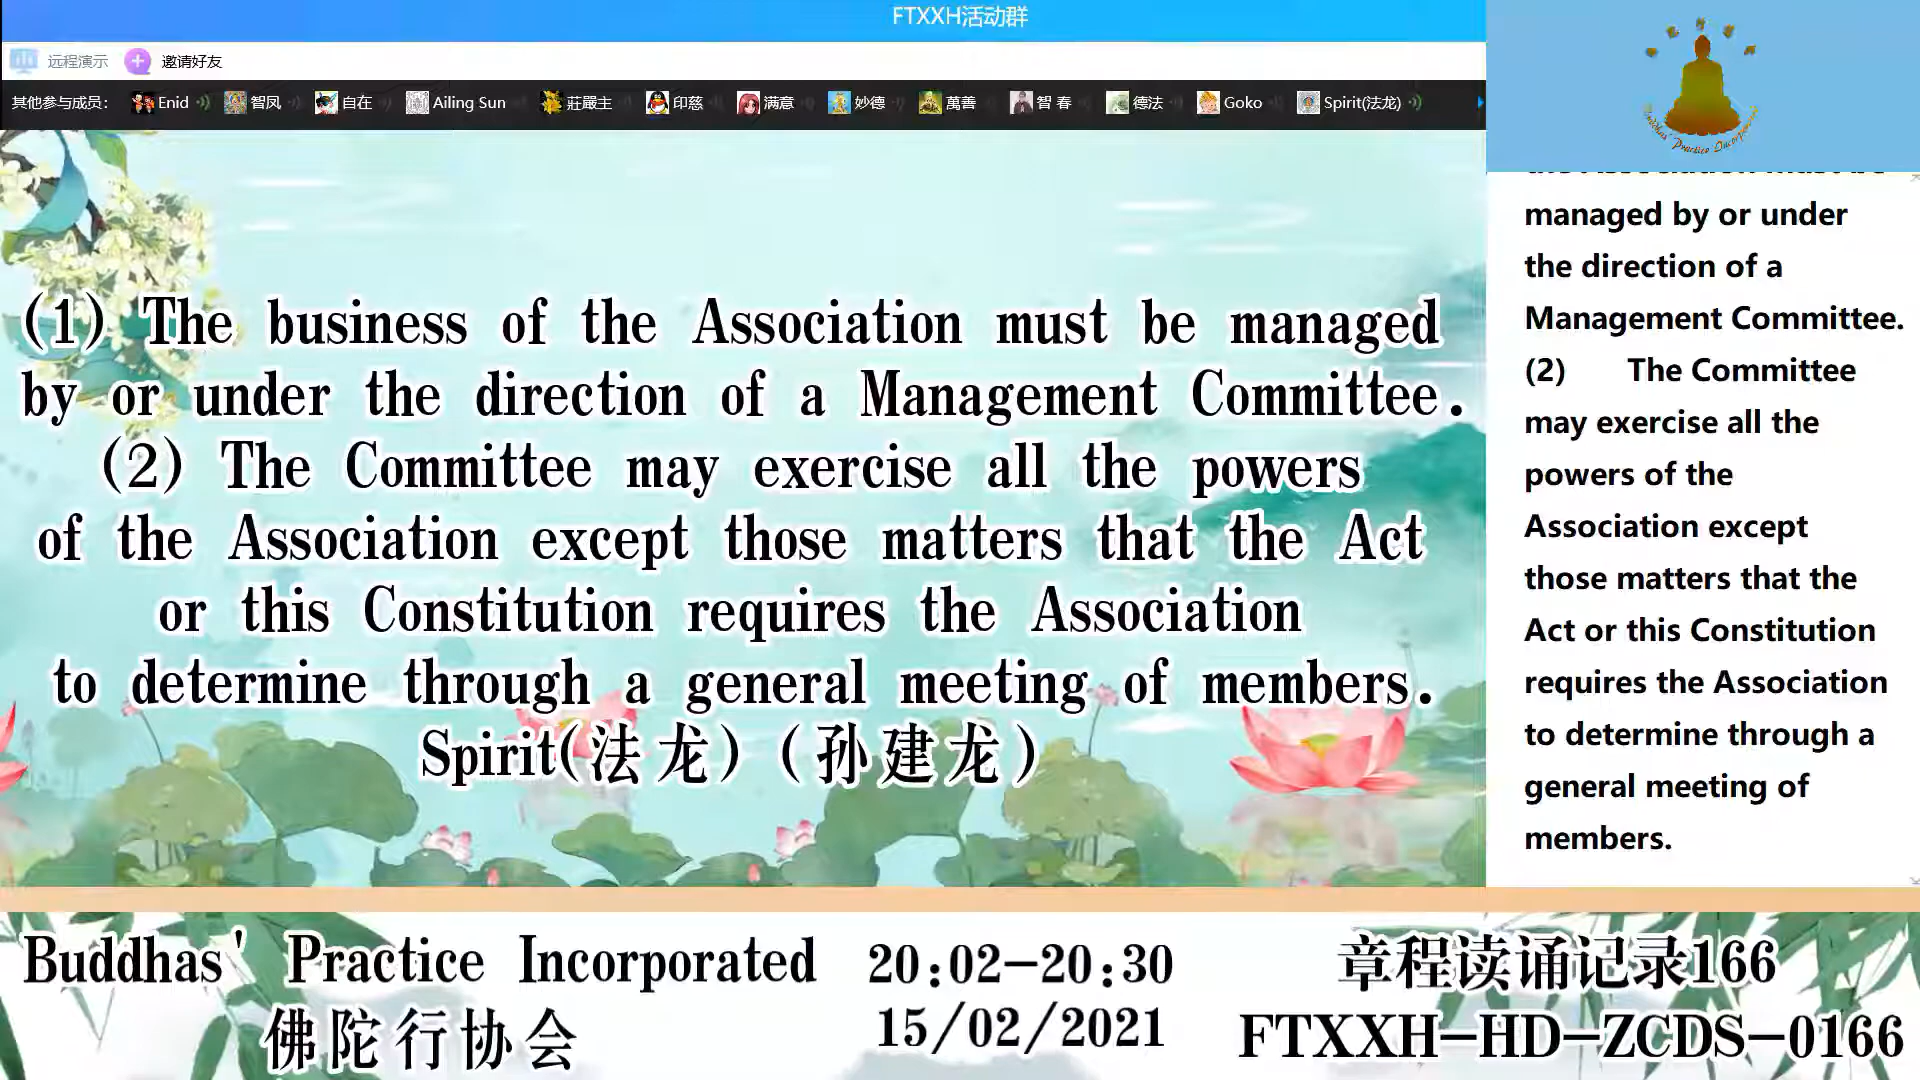 FTXXH活动群
远程演示 邀请好友
其他参与成员： Enid 智凤 自在 Ailing Sun 莊嚴主 印慈 满意 妙德 萬善 智 春 德法 Goko Spirit(法龙)
(1) The business of the Association must be managed
by or under the direction of a Management Committee.
(2) The Committee may exercise all the powers
of the Association except those matters that the Act
or this Constitution requires the Association
to determine through a general meeting of members.
Spirit(法龙)(孙建龙)
Buddhas' Practice Incorporated
managed by or under
the direction of a
Management Committee.
(2) The Committee
may exercise all the
powers of the
Association except
those matters that the
Act or this Constitution
requires the Association
to determine through a
general meeting of
members.
Buddhas' Practice Incorporated
佛陀行协会
20:02-20:30
15/02/2021
章程读诵记录166
FTXXH-HD-ZCDS-0166